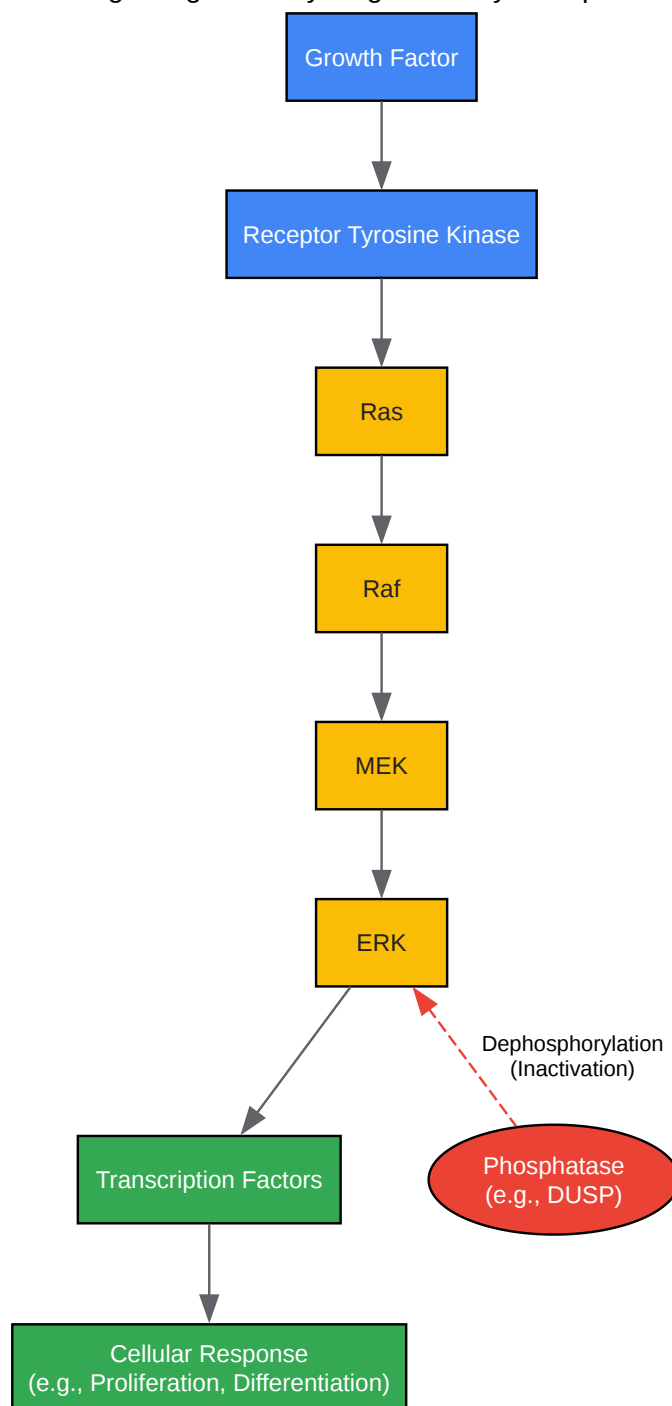 Growth Factor
Receptor Tyrosine Kinase
Ras
Raf
MEK
ERK
Dephosphorylation
(Inactivation)
Transcription Factors
Phosphatase
(e.g., DUSP)
Cellular Response
(e.g., Proliferation, Differentiation)